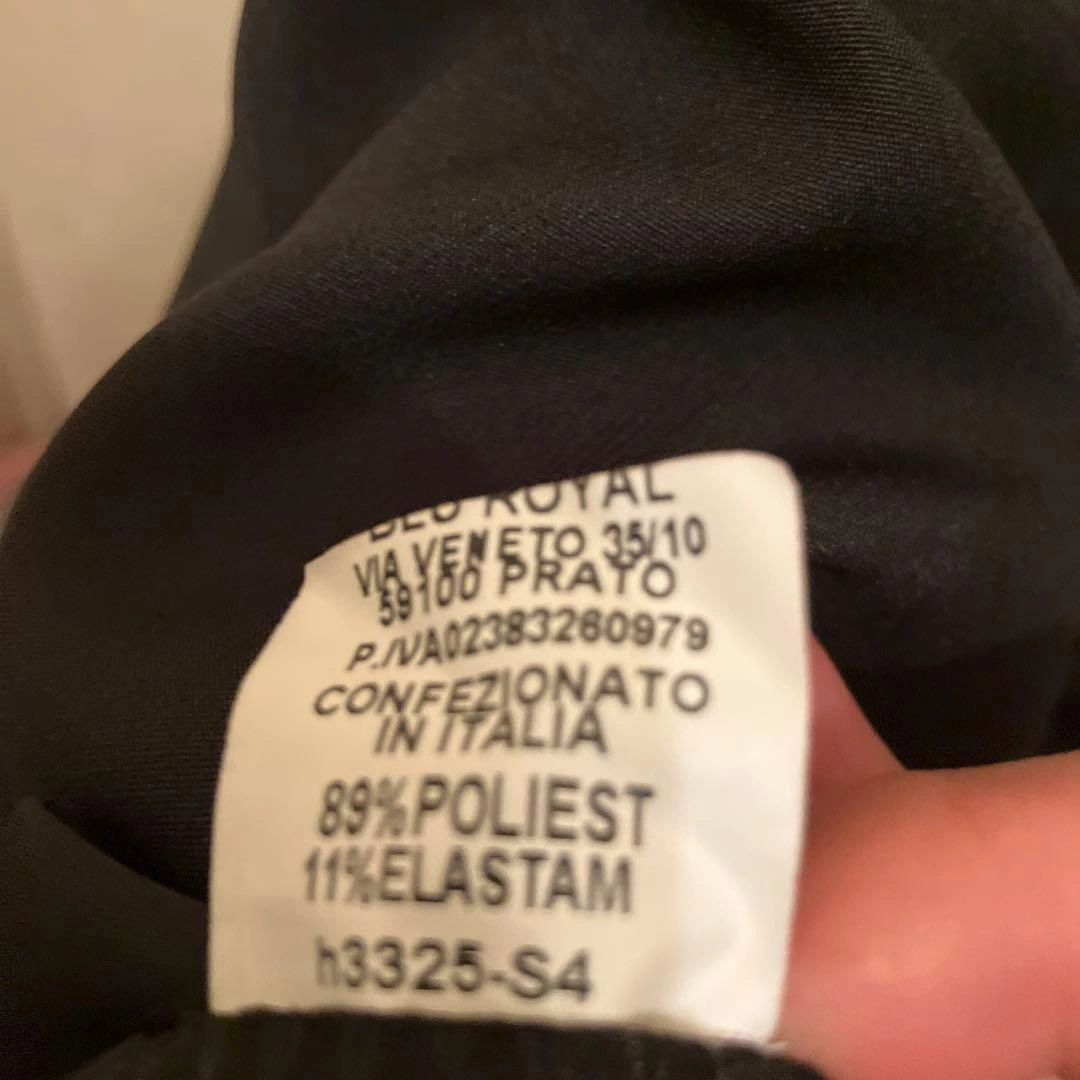 BLU ROYAL
VIA VENETO 35/10
59100 PRATO
P.IVA02383260979
CONFEZIONATO
IN ITALIA
89%POLIEST
11%ELASTAM
h3325-S4